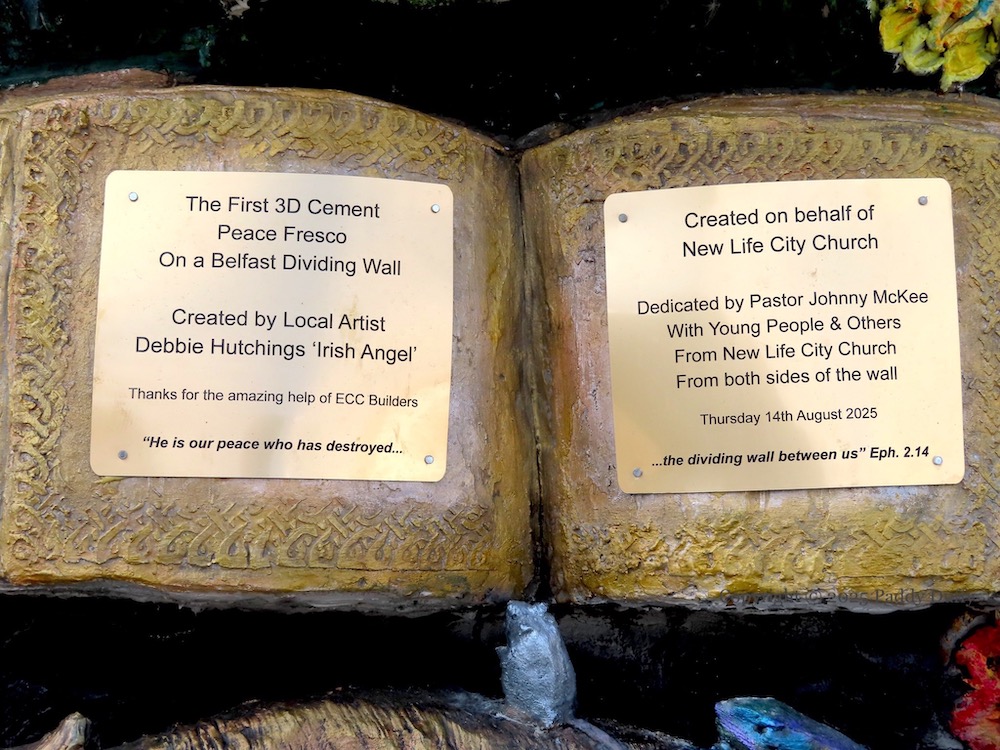 The First 3D Cement
Peace Fresco
On a Belfast Dividing Wall
Created by Local Artist
Debbie Hutchings ‘Irish Angel’
Thanks for the amazing help of ECC Builders
“He is our peace who has destroyed...
Created on behalf of
New Life City Church
Dedicated by Pastor Johnny McKee
With Young People & Others
From New Life City Church
From both sides of the wall
Thursday 14th August 2025
...the dividing wall between us” Eph. 2.14
2025 Paddy